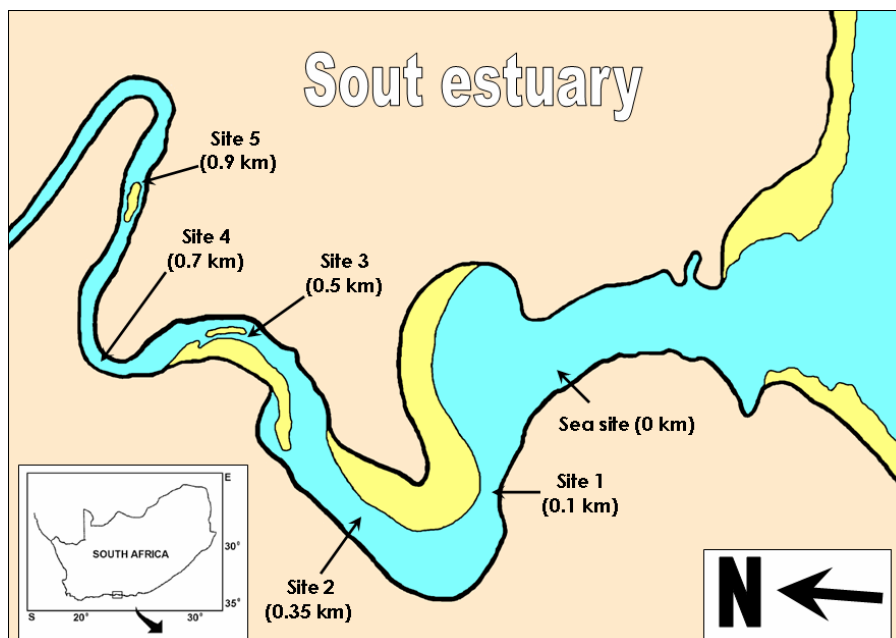 Sout estuary
Site 5
(0.9 km)
Site 4
(0.7 km)
Site 3
(0.5 km)
Sea site (0 km)
Site 1
(0.1 km)
Site 2
(0.35 km)
E
SOUTH AFRICA
30°
35°
S
20°
30°
N